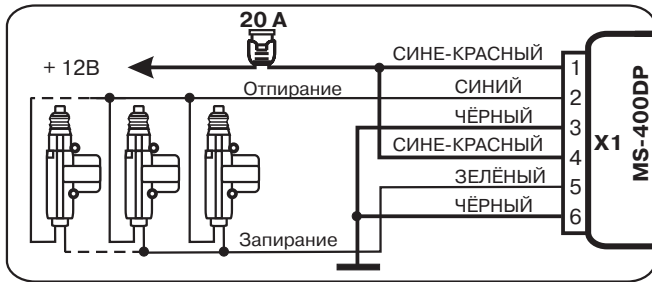 20 A
+ 12В
СИНЕ-КРАСНЫЙ
1
Отпирание
СИНИЙ
2
ЧЁРНЫЙ
3
СИНЕ-КРАСНЫЙ
4
ЗЕЛЁНЫЙ
5
ЧЁРНЫЙ
6
Запирание
X1
MS-400DP